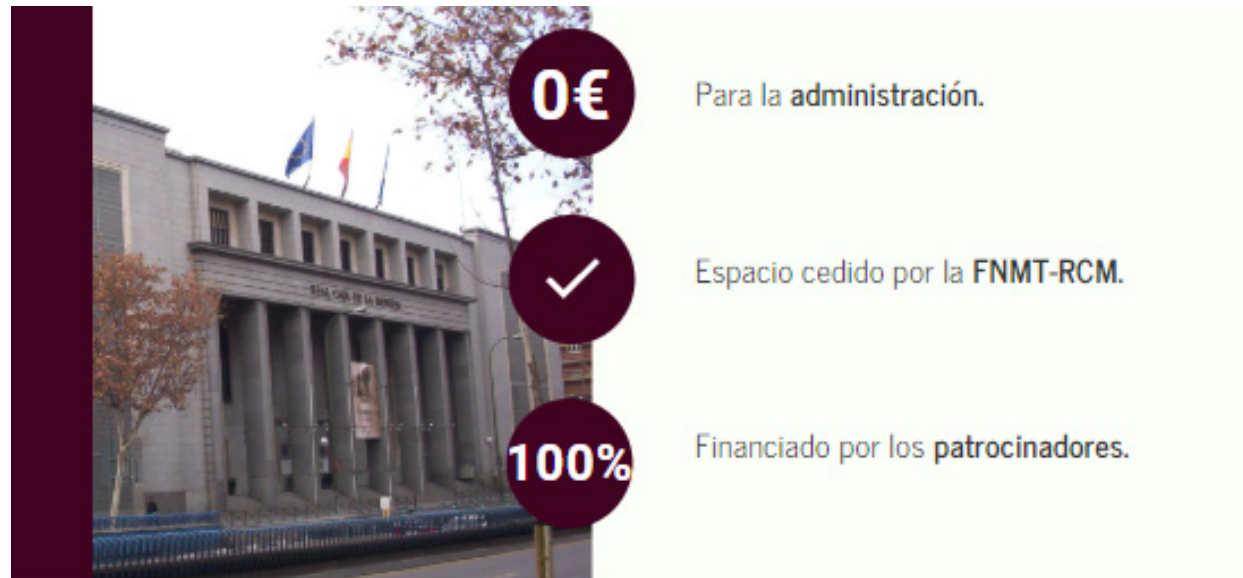 0€
Para la administración.
Espacio cedido por la FNMT-RCM.
100%
Financiado por los patrocinadores.